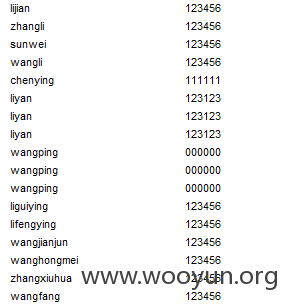 lijian 123456
zhangli 123456
sunwei 123456
wangli 123456
chenying 111111
liyan 123123
liyan 123123
liyan 123123
wangping 000000
wangping 000000
wangping 000000
liguiying 123456
lifengying 123456
wangjianjun 123456
wanghongmei 123456
zhangxiuhua 123456
www.wooyun.org
wangfang 123456